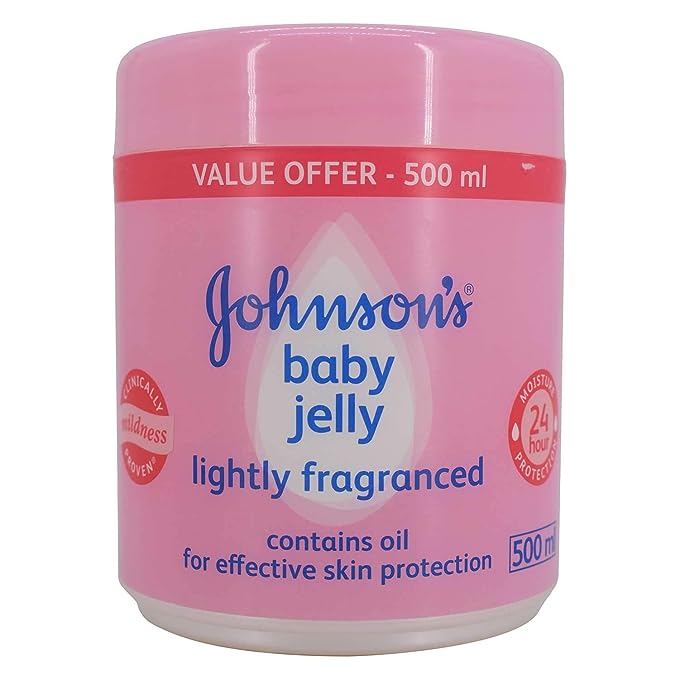 VALUE OFFER - 500 ml
Johnson's®
baby
jelly
lightly fragranced
CLINICALLY
mildness
PROVEN®
MOISTURE
24
hour
PROTECTION
contains oil
for effective skin protection
500 ml